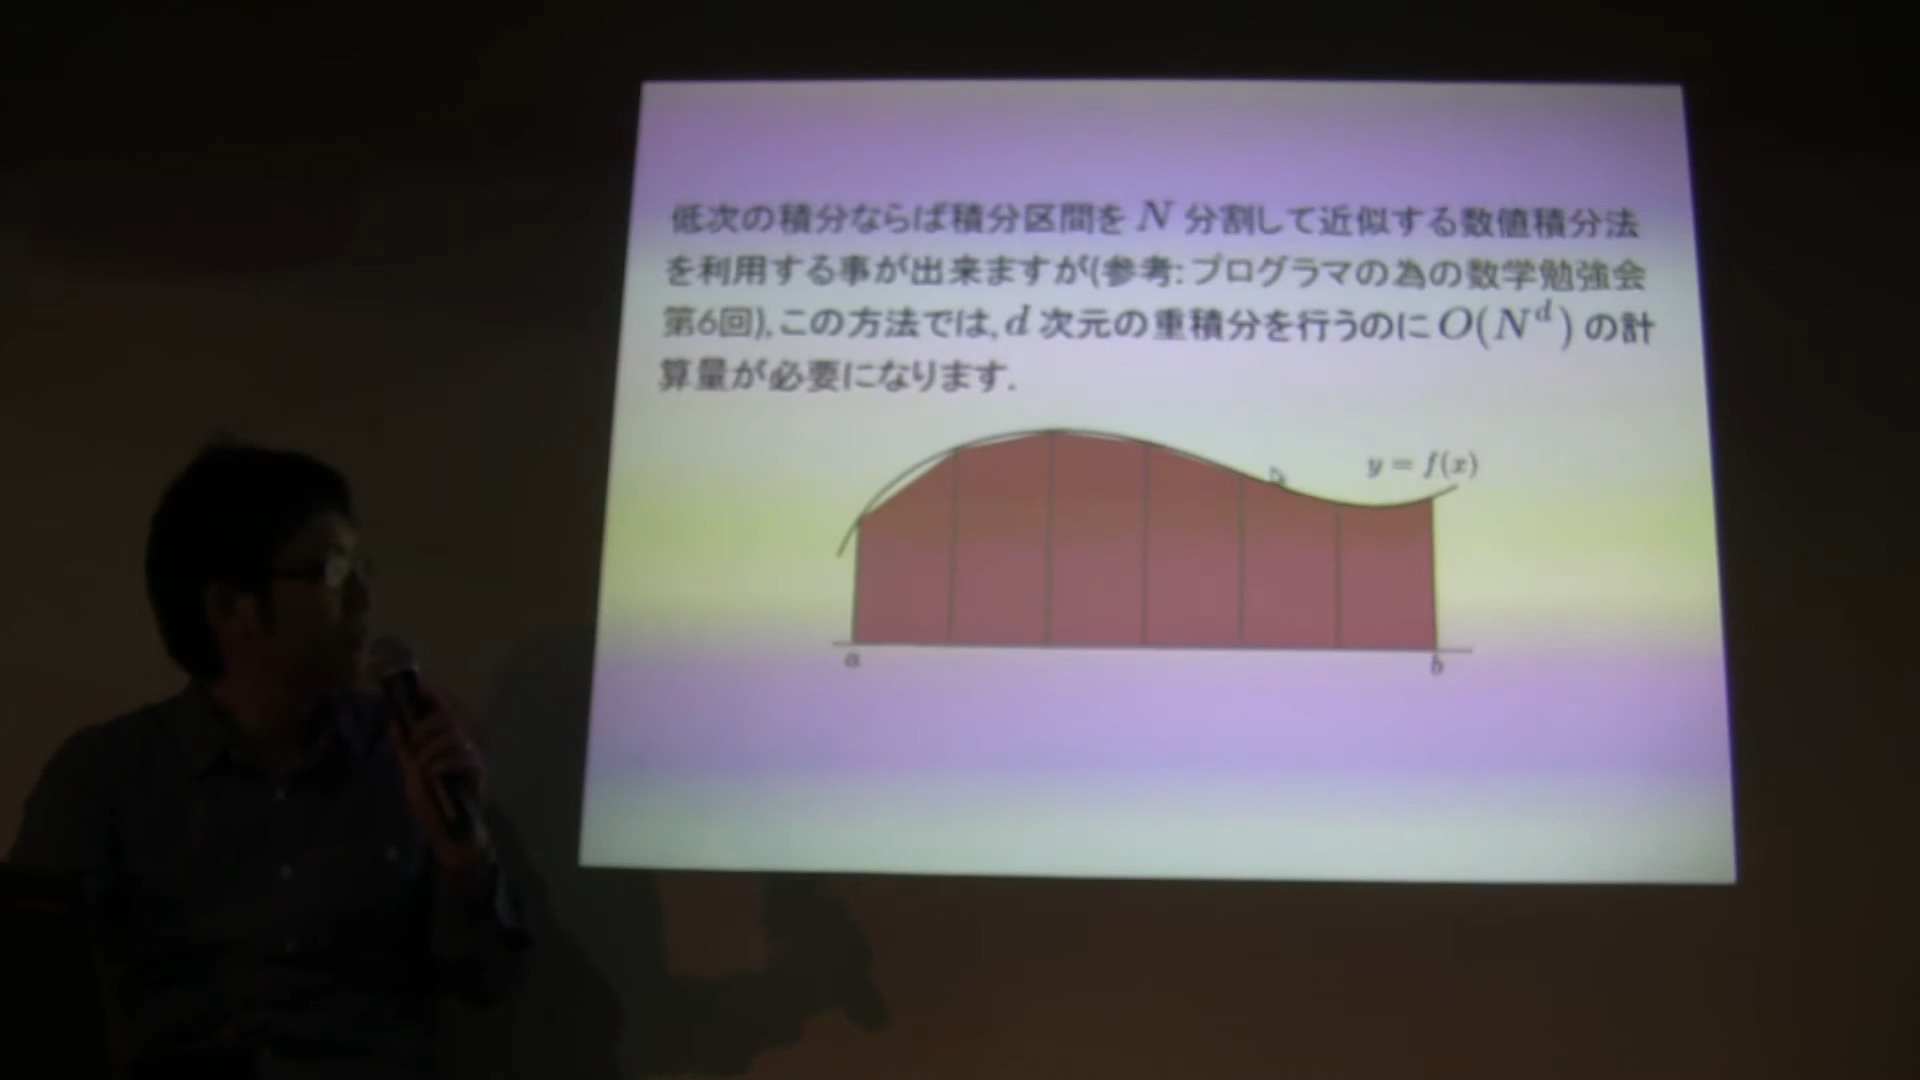 低次の積分ならば積分区間を N 分割して近似する数値積分法
を利用する事が出来ますが(参考:プログラマの為の数学勉強会
第6回),この方法では, d 次元の重積分を行うのに O(N^d) の計
算量が必要になります.
y = f(x)
a
b